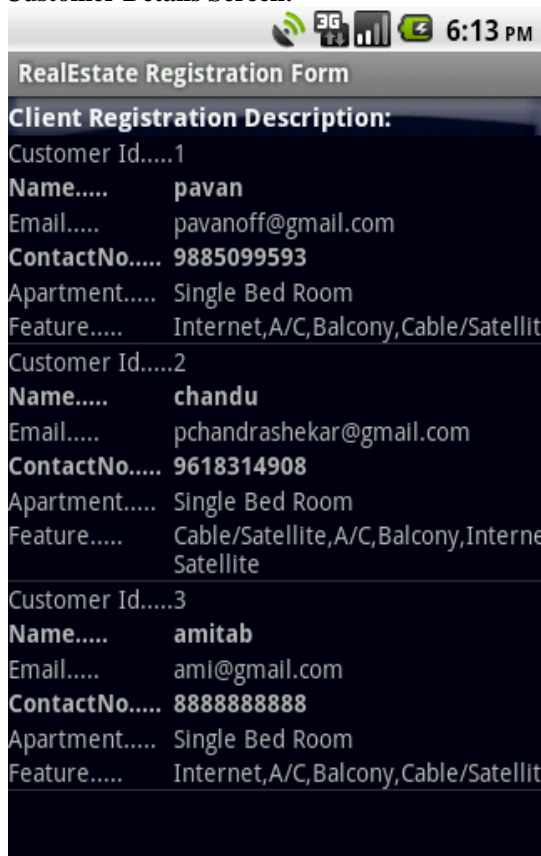 Customer Details Screen:
3G 6:13 PM
RealEstate Registration Form
Client Registration Description:
Customer Id.....1
Name..... pavan
Email..... pavanoff@gmail.com
ContactNo..... 9885099593
Apartment..... Single Bed Room
Feature..... Internet,A/C,Balcony,Cable/Satellit
Customer Id.....2
Name..... chandu
Email..... pchandrashekar@gmail.com
ContactNo..... 9618314908
Apartment..... Single Bed Room
Feature..... Cable/Satellite,A/C,Balcony,Interne
Satellite
Customer Id.....3
Name..... amitab
Email..... ami@gmail.com
ContactNo..... 8888888888
Apartment..... Single Bed Room
Feature..... Internet,A/C,Balcony,Cable/Satellit